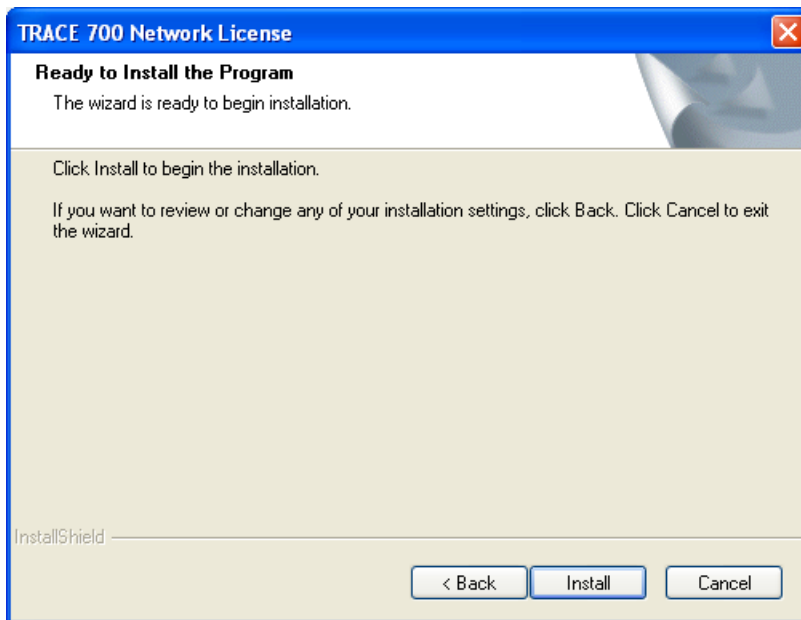 TRACE 700 Network License
Ready to Install the Program
The wizard is ready to begin installation.
Click Install to begin the installation.
If you want to review or change any of your installation settings, click Back. Click Cancel to exit
the wizard.
InstallShield
< Back Install Cancel